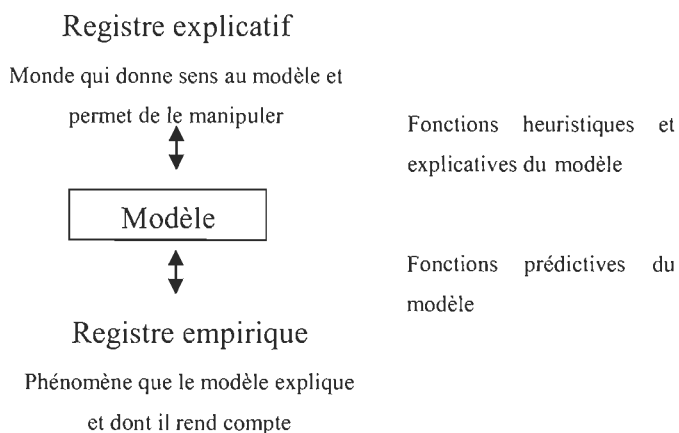 Registre explicatif
Monde qui donne sens au modèle et
permet de le manipuler
Fonctions heuristiques et
explicatives du modèle
Modèle
Fonctions prédictives du
modèle
Registre empirique
Phénomène que le modèle explique
et dont il rend compte